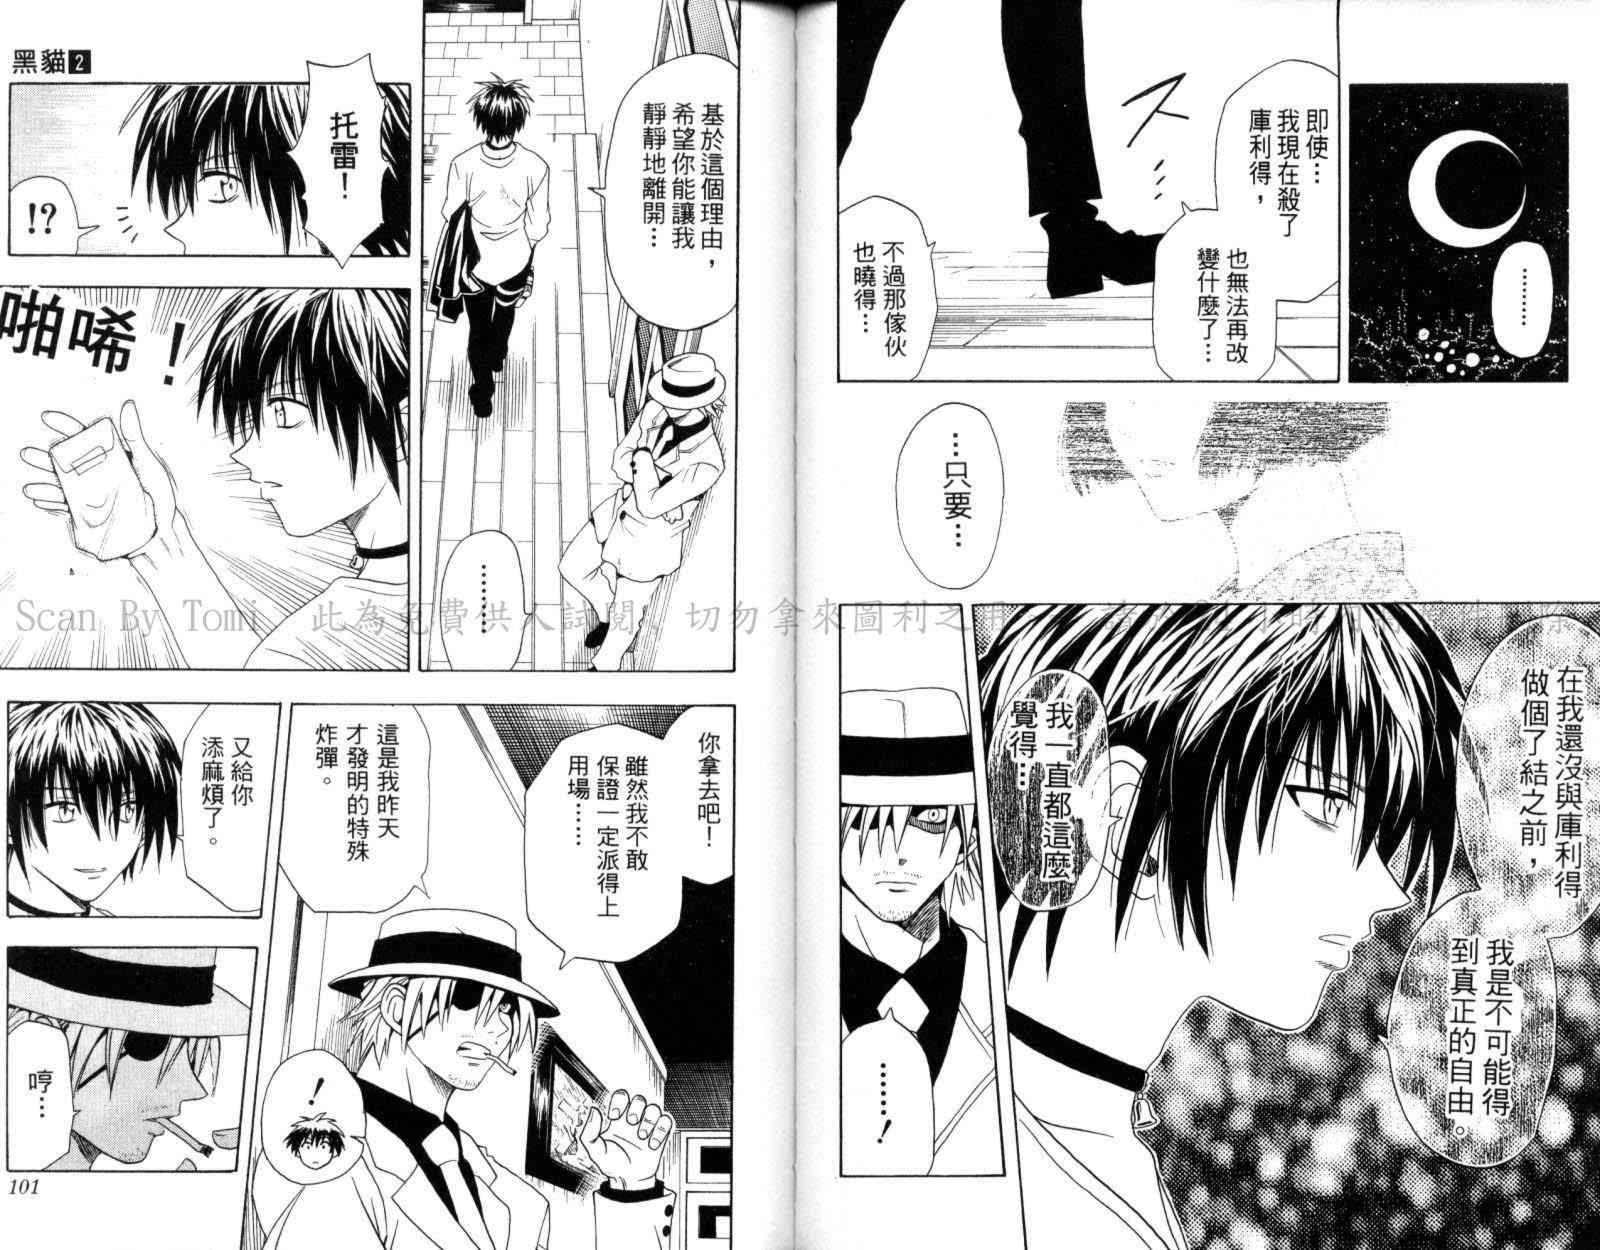 ………
即使…
我現在殺了
庫利得，
也無法再改
變什麼了…
不過那傢伙
也曉得…
…只要…
在我還沒與庫利得
做個了結之前，
我是不可能得
到真正的自由。
我一直都這麼
覺得…
……！
黑貓2
基於這個理由，
希望你能讓我
靜靜地離開…
………
托雷！
!?
啪唏！
你拿去吧！
雖然我不敢
保證一定派得上
用場……
這是我昨天
才發明的特殊
炸彈。
！
又給你
添麻煩了。
哼…
101
Scan By Tomi 此為免費供人試閱、切勿拿來圖利之用